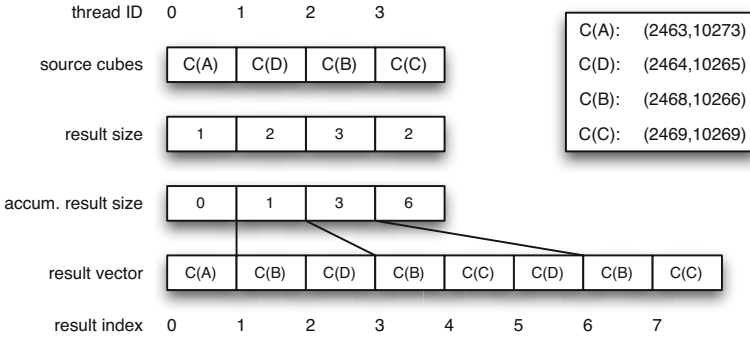 thread ID 0 1 2 3
source cubes C(A) C(D) C(B) C(C)
result size 1 2 3 2
accum. result size 0 1 3 6
result vector C(A) C(B) C(D) C(B) C(C) C(D) C(B) C(C)
result index 0 1 2 3 4 5 6 7
C(A): (2463,10273)
C(D): (2464,10265)
C(B): (2468,10266)
C(C): (2469,10269)